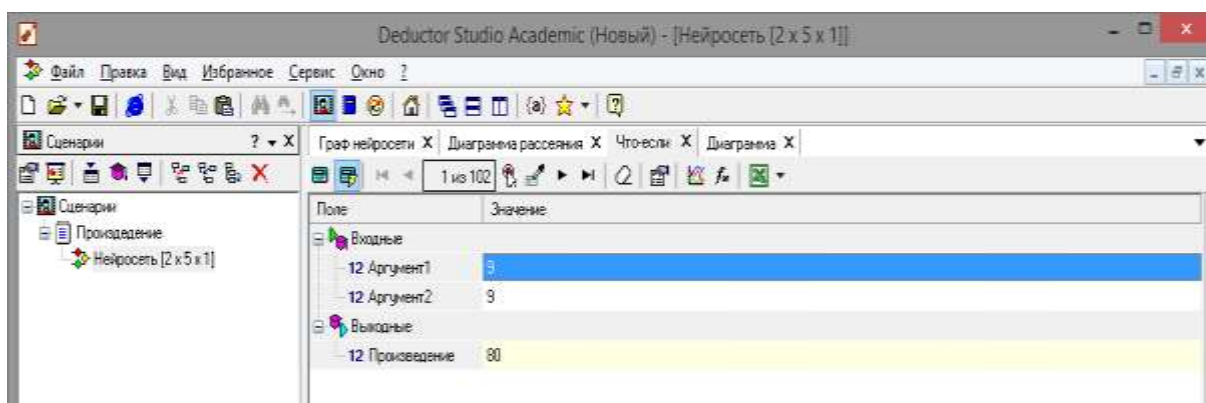 Deductor Studio Academic (Новый) - [Нейросеть [2 x 5 x 1]]
Файл Правка Вид Избранное Сервис Окно ?
Сценарии
Граф нейросети X Диаграмма рассеяния X Что-если X Диаграмма X
1 из 102
Сценарии
Произдедение
Нейросеть [2 x 5 x 1]
Поле Значение
Входные
12 Аргумент1 9
12 Аргумент2 9
Выходные
12 Произведение 80